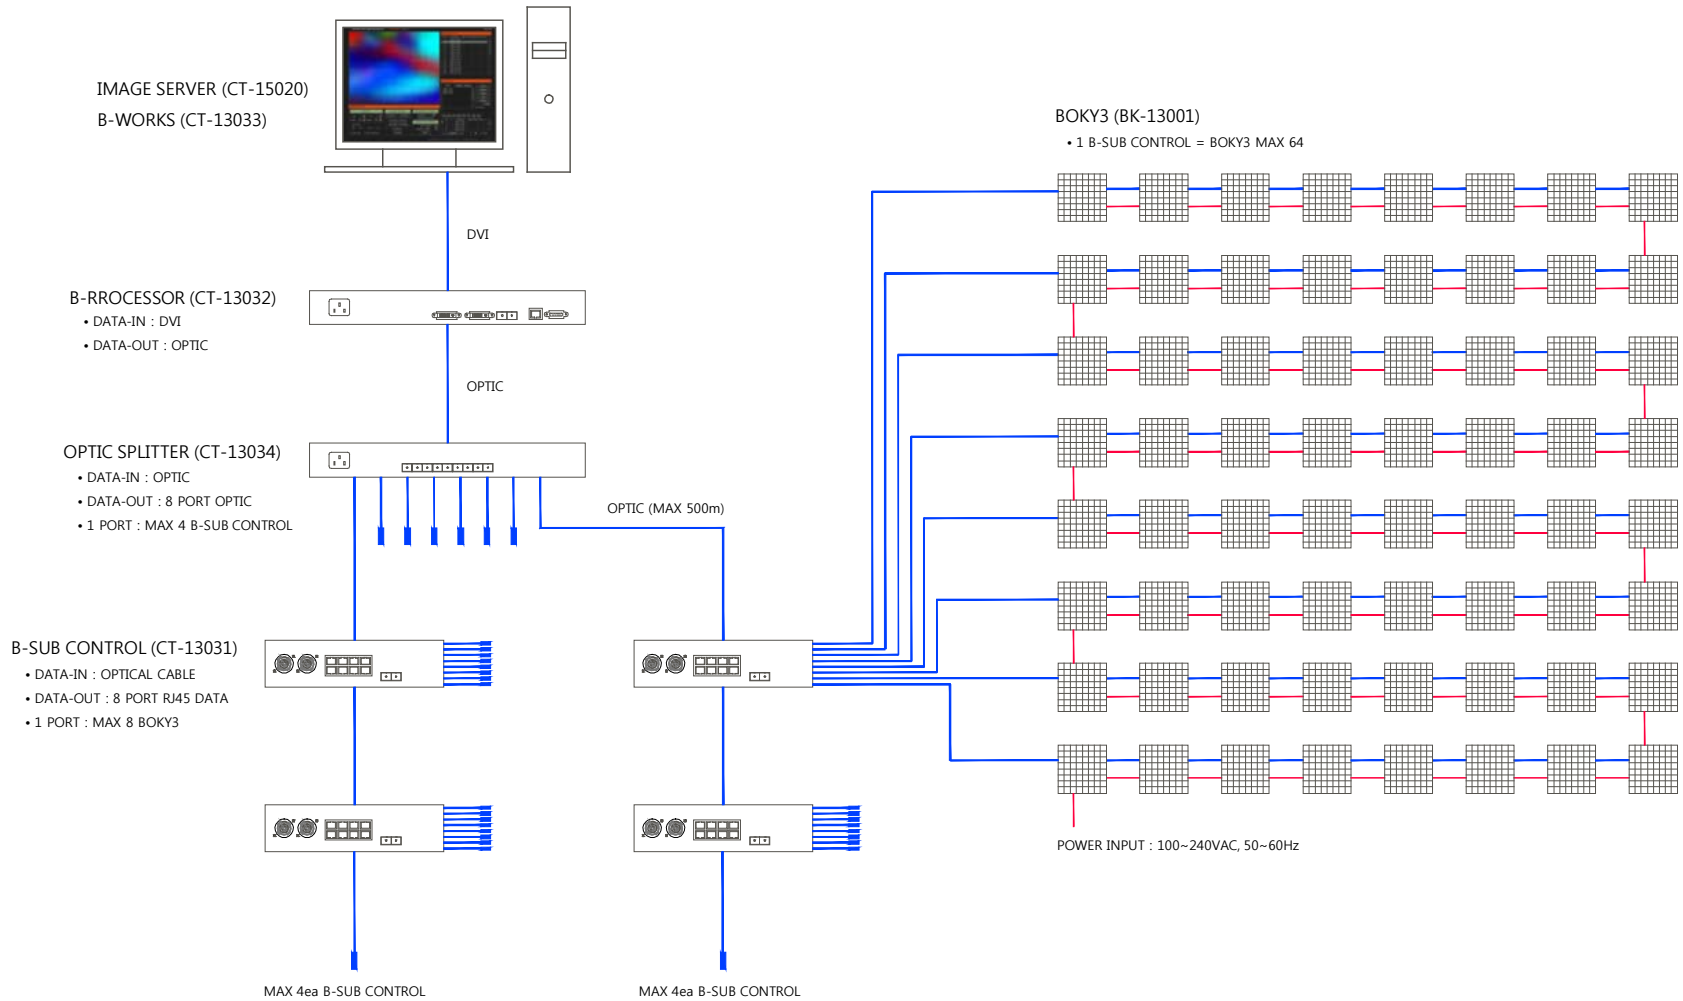 IMAGE SERVER (CT-15020)
B-WORKS (CT-13033)
DVI
B-RROCESSOR (CT-13032)
• DATA-IN : DVI
• DATA-OUT : OPTIC
OPTIC
OPTIC SPLITTER (CT-13034)
• DATA-IN : OPTIC
• DATA-OUT : 8 PORT OPTIC
• 1 PORT : MAX 4 B-SUB CONTROL
OPTIC (MAX 500m)
B-SUB CONTROL (CT-13031)
• DATA-IN : OPTICAL CABLE
• DATA-OUT : 8 PORT RJ45 DATA
• 1 PORT : MAX 8 BOKY3
MAX 4ea B-SUB CONTROL
MAX 4ea B-SUB CONTROL
BOKY3 (BK-13001)
• 1 B-SUB CONTROL = BOKY3 MAX 64
POWER INPUT : 100~240VAC, 50~60Hz